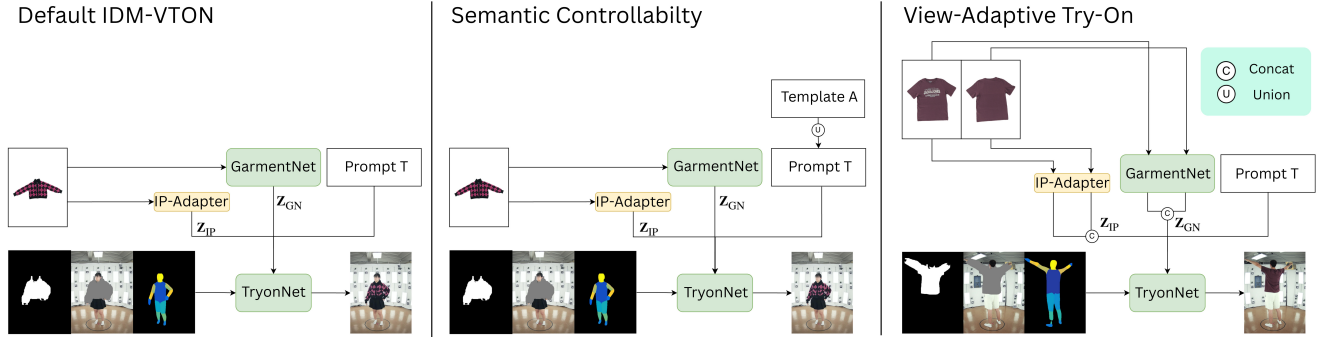 Default IDM-VTON
GarmentNet
Prompt T
IP-Adapter
Z_GN
Z_IP
TryonNet
Semantic Controllabilty
Template A
U
GarmentNet
Prompt T
IP-Adapter
Z_GN
Z_IP
TryonNet
View-Adaptive Try-On
C Concat
U Union
IP-Adapter
GarmentNet
Prompt T
C
Z_IP
Z_GN
C
TryonNet